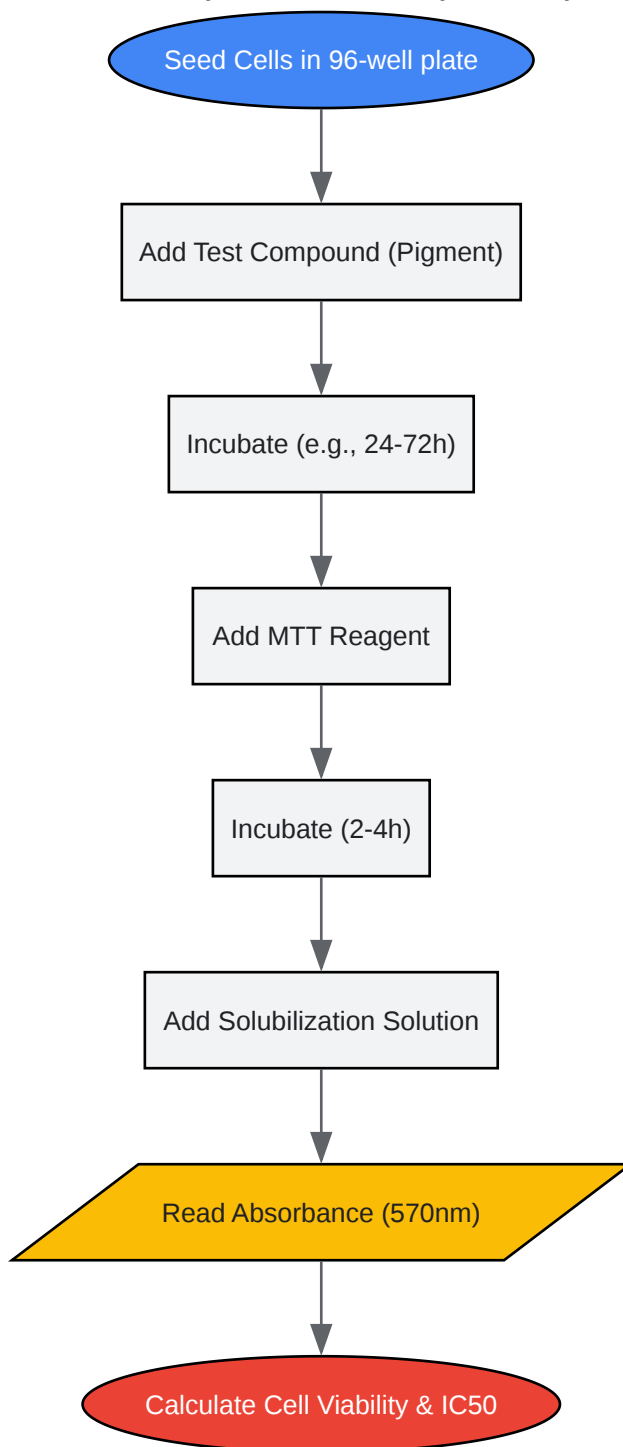 Seed Cells in 96-well plate
Add Test Compound (Pigment)
Incubate (e.g., 24-72h)
Add MTT Reagent
Incubate (2-4h)
Add Solubilization Solution
Read Absorbance (570nm)
Calculate Cell Viability & IC50